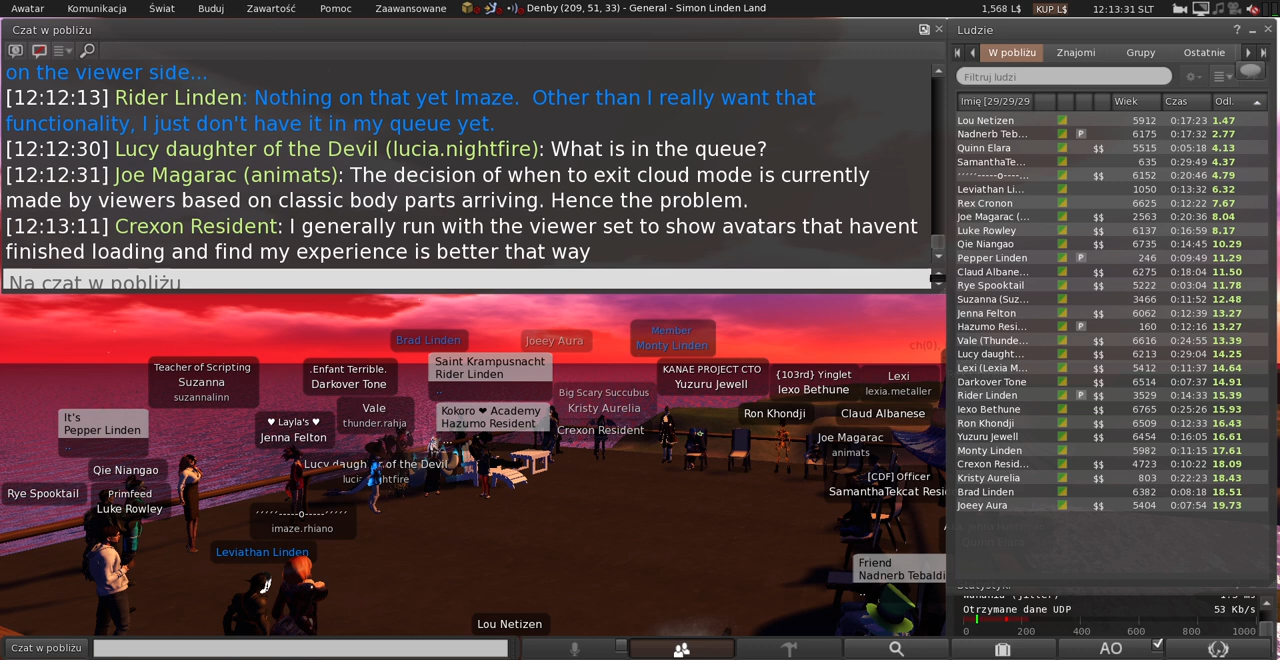 Awatar Komunikacja Świat Buduj Zawartość Pomoc Zaawansowane Denby (209, 51, 33) - General - Simon Linden Land 1,568 L$ KUP L$ 12:13:31 SLT
Czat w pobliżu
on the viewer side...
[12:12:13] Rider Linden: Nothing on that yet Imaze. Other than I really want that
functionality, I just don't have it in my queue yet.
[12:12:30] Lucy daughter of the Devil (lucia.nightfire): What is in the queue?
[12:12:31] Joe Magarac (animats): The decision of when to exit cloud mode is currently
made by viewers based on classic body parts arriving. Hence the problem.
[12:13:11] Crexon Resident: I generally run with the viewer set to show avatars that havent
finished loading and find my experience is better that way
Na czat w pobliżu
Ludzie
W pobliżu Znajomi Grupy Ostatnie
Filtruj ludzi
Imię [29/29/29 Wiek Czas Odl.
Lou Netizen 5912 0:17:23 1.47
Nadnerb Teb... P 6175 0:17:32 2.77
Quinn Elara $$ 5515 0:05:18 4.13
SamanthaTe... 635 0:29:49 4.37
′′′′′-----o----... $$ 6152 0:20:46 4.79
Leviathan Li... 1050 0:13:32 6.32
Rex Cronon 6625 0:12:22 7.67
Joe Magarac (... $$ 2563 0:20:36 8.04
Luke Rowley $$ 6137 0:16:59 8.17
Qie Niangao $$ 6735 0:14:45 10.29
Pepper Linden P 246 0:09:49 11.29
Claud Albane... $$ 6275 0:18:04 11.50
Rye Spooktail $$ 5222 0:03:04 11.78
Suzanna (Suz... 3466 0:11:52 12.48
Jenna Felton $$ 6062 0:12:39 13.27
Hazumo Resi... P 160 0:12:16 13.27
Vale (Thunde... $$ 6616 0:24:55 13.39
Lucy daught... $$ 6213 0:29:04 14.25
Lexi (Lexia M... $$ 5412 0:11:37 14.64
Darkover Tone $$ 6514 0:07:37 14.91
Rider Linden P $$ 3529 0:14:33 15.39
Iexo Bethune $$ 6765 0:25:26 15.93
Ron Khondji $$ 6509 0:12:33 16.43
Yuzuru Jewell $$ 6454 0:16:05 16.61
Monty Linden 5982 0:11:15 17.61
Crexon Resid... $$ 4723 0:10:22 18.09
Kristy Aurelia $$ 803 0:22:23 18.43
Brad Linden 6382 0:08:18 18.51
Joeey Aura $$ 5404 0:07:54 19.73
Quinn Elara
Otrzymane dane UDP 53 Kb/s
0 200 400 600 800 1000
Brad Linden
Joeey Aura
Member
Monty Linden
ch(0)
Teacher of Scripting
Suzanna
suzannalinn
.Enfant Terrible.
Darkover Tone
Saint Krampusnacht
Rider Linden
KANAE PROJECT CTO
Yuzuru Jewell
{103rd} Yinglet
Iexo Bethune
Lexi
lexia.metaller
Big Scary Succubus
Kristy Aurelia
It's
Pepper Linden
Vale
thunder.rahja
Kokoro ❤ Academy
Hazumo Resident
Ron Khondji
Claud Albanese
♥ Layla's ♥
Jenna Felton
Crexon Resident
Joe Magarac
animats
Lucy daugh er of the Devil
Qie Niangao
[CDF] Officer
SamanthaTekcat Resi
Rye Spooktail
Primfeed
Luke Rowley
′′′′′-----o-----′′′′′
imaze.rhiano
Leviathan Linden
Friend
Nadnerb Tebaldi
Lou Netizen
Czat w pobliżu
AO